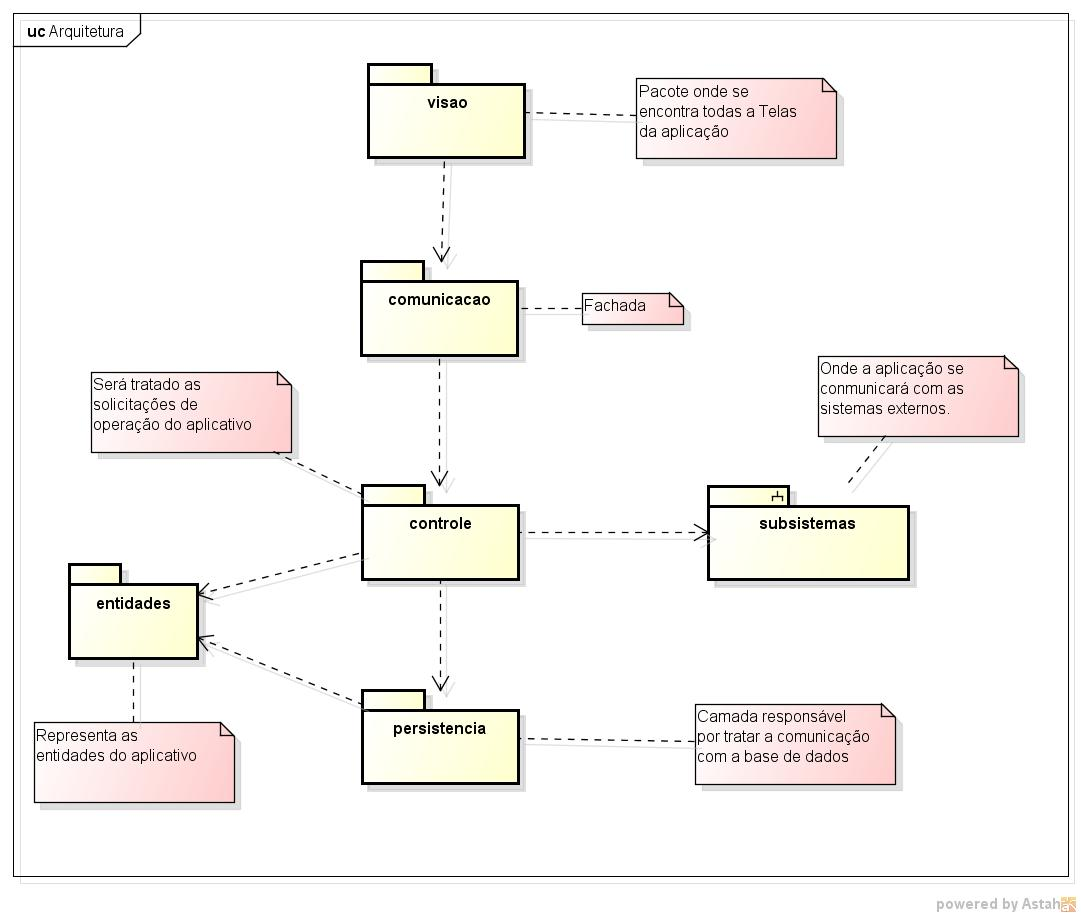 uc Arquitetura
visao
Pacote onde se
encontra todas a Telas
da aplicação
comunicacao
Fachada
Será tratado as
solicitações de
operação do aplicativo
Onde a aplicação se
conmunicará com as
sistemas externos.
controle
subsistemas
entidades
persistencia
Representa as
entidades do aplicativo
Camada responsável
por tratar a comunicação
com a base de dados
powered by Astah